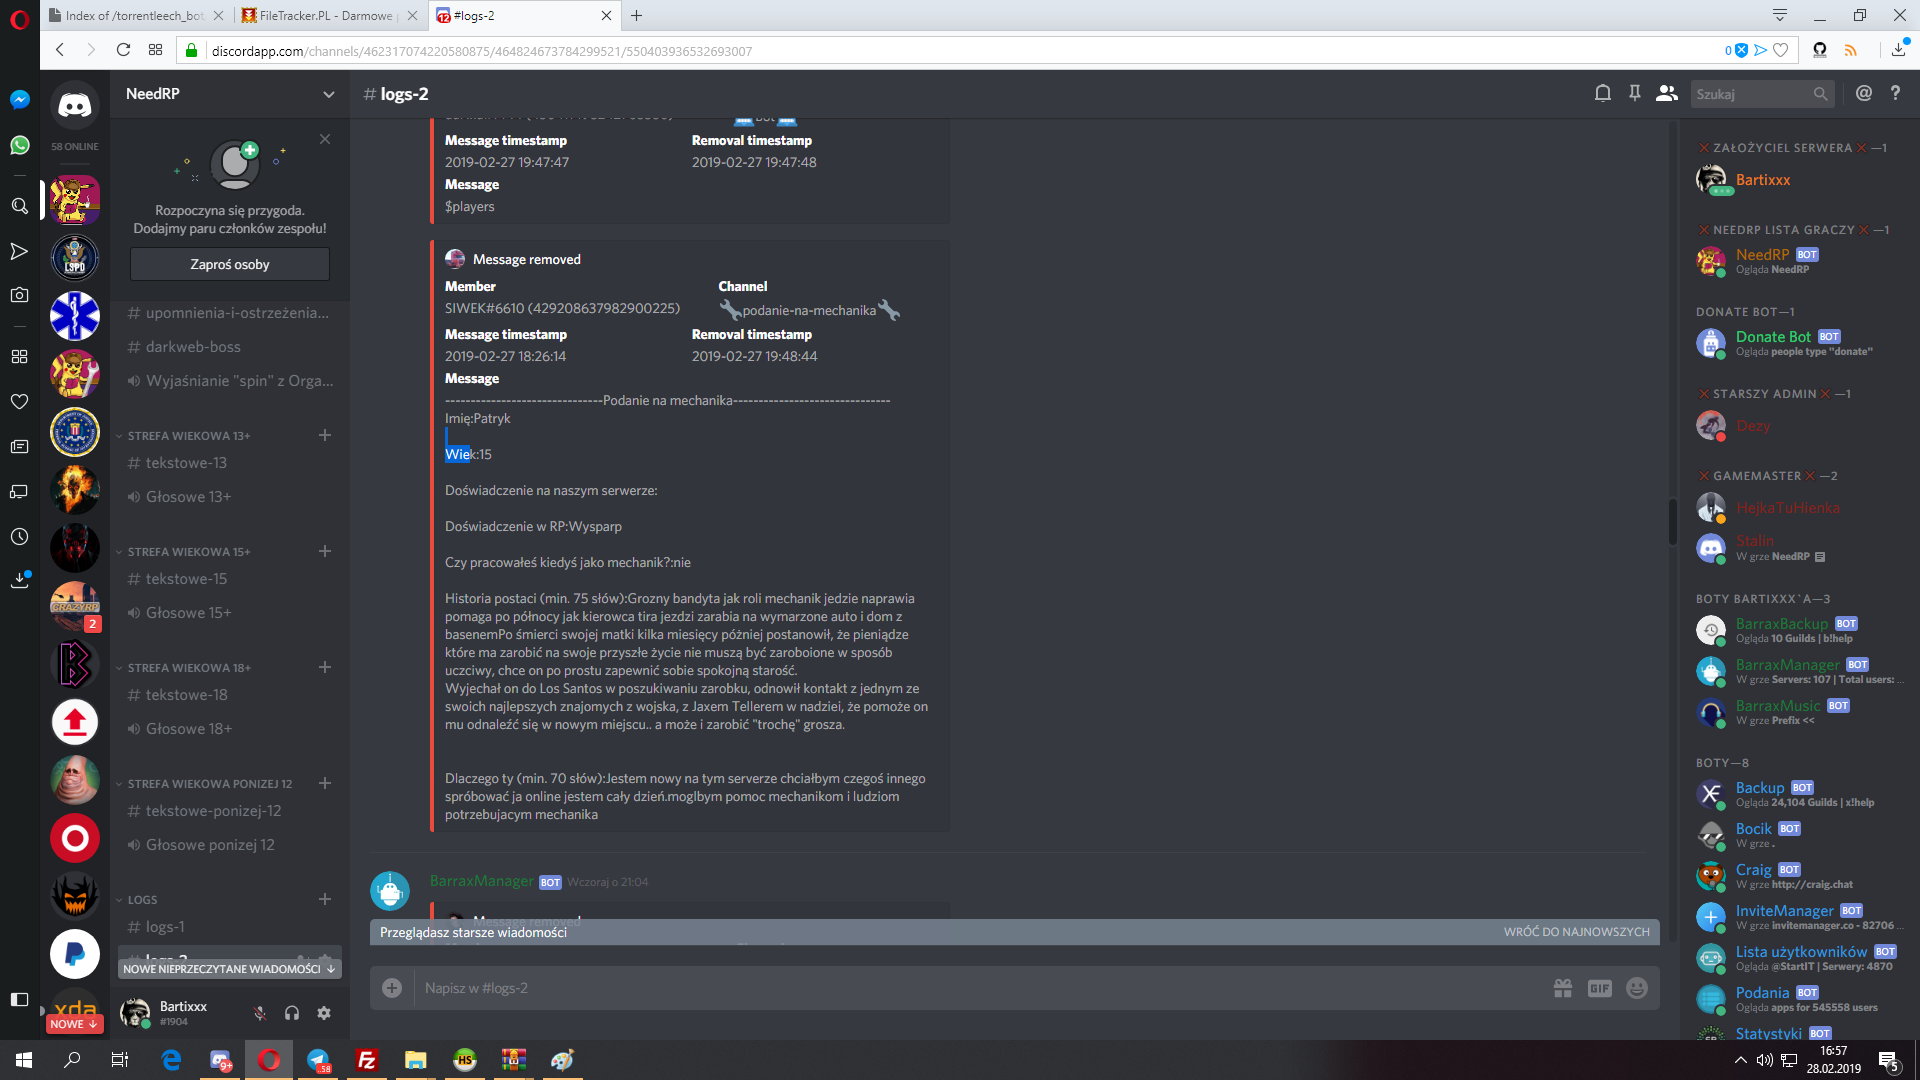 Index of /torrentleech_bot
FileTracker.PL - Darmowe
#logs-2
discordapp.com/channels/462317074220580875/464824673784299521/550403936532693007
0
NeedRP
# logs-2
Szukaj
58 ONLINE
Rozpoczyna się przygoda.
Dodajmy paru członków zespołu!
Zaproś osoby
# upomnienia-i-ostrzeżenia...
# darkweb-boss
Wyjaśnianie "spin" z Orga...
STREFA WIEKOWA 13+
# tekstowe-13
Głosowe 13+
STREFA WIEKOWA 15+
# tekstowe-15
Głosowe 15+
STREFA WIEKOWA 18+
# tekstowe-18
Głosowe 18+
STREFA WIEKOWA PONIZEJ 12
# tekstowe-ponizej-12
Głosowe ponizej 12
LOGS
# logs-1
# logs-2
NOWE NIEPRZECZYTANE WIADOMOŚCI
Bartixxx
#1904
LSPD
CRAZYRP
2
xda
NOWE
Bot
Message timestamp Removal timestamp
2019-02-27 19:47:47 2019-02-27 19:47:48
Message
$players
Message removed
Member Channel
SIWEK#6610 (429208637982900225) podanie-na-mechanika
Message timestamp Removal timestamp
2019-02-27 18:26:14 2019-02-27 19:48:44
Message
-------------------------------Podanie na mechanika-------------------------------
Imię:Patryk
Wiek:15
Doświadczenie na naszym serwerze:
Doświadczenie w RP:Wysparp
Czy pracowałeś kiedyś jako mechanik?:nie
Historia postaci (min. 75 słów):Grozny bandyta jak roli mechanik jedzie naprawia
pomaga po północy jak kierowca tira jezdzi zarabia na wymarzone auto i dom z
basenemPo śmierci swojej matki kilka miesięcy póżniej postanowił, że pieniądze
które ma zarobić na swoje przyszłe życie nie muszą być zaroboione w sposób
uczciwy, chce on po prostu zapewnić sobie spokojną starość.
Wyjechał on do Los Santos w poszukiwaniu zarobku, odnowił kontakt z jednym ze
swoich najlepszych znajomych z wojska, z Jaxem Tellerem w nadziei, że pomoże on
mu odnaleźć się w nowym miejscu.. a może i zarobić "trochę" grosza.
Dlaczego ty (min. 70 słów):Jestem nowy na tym serverze chciałbym czegoś innego
spróbować ja online jestem cały dzień.moglbym pomoc mechanikom i ludziom
potrzebujacym mechanika
BarraxManager BOT Wczoraj o 21:04
Message removed
Przeglądasz starsze wiadomości WRÓĆ DO NAJNOWSZYCH
Napisz w #logs-2
GIF
ZAŁOŻYCIEL SERWERA —1
Bartixxx
NEEDRP LISTA GRACZY —1
NeedRP BOT
Ogląda NeedRP
DONATE BOT—1
Donate Bot BOT
Ogląda people type "donate"
STARSZY ADMIN —1
Dezy
GAMEMASTER —2
HejkaTuHienka
Stalin
W grze NeedRP
BOTY BARTIXXX`A—3
BarraxBackup BOT
Ogląda 10 Guilds | b!help
BarraxManager BOT
W grze Servers: 107 | Total users: ...
BarraxMusic BOT
W grze Prefix <<
BOTY—8
Backup BOT
Ogląda 24,104 Guilds | x!help
Bocik BOT
W grze .
Craig BOT
W grze http://craig.chat
InviteManager BOT
W grze invitemanager.co - 82706 ...
Lista użytkowników BOT
Ogląda @StartIT | Serwery: 4870
Podania BOT
Ogląda apps for 545558 users
Statystyki BOT
9+
58
HS
16:57
28.02.2019
5